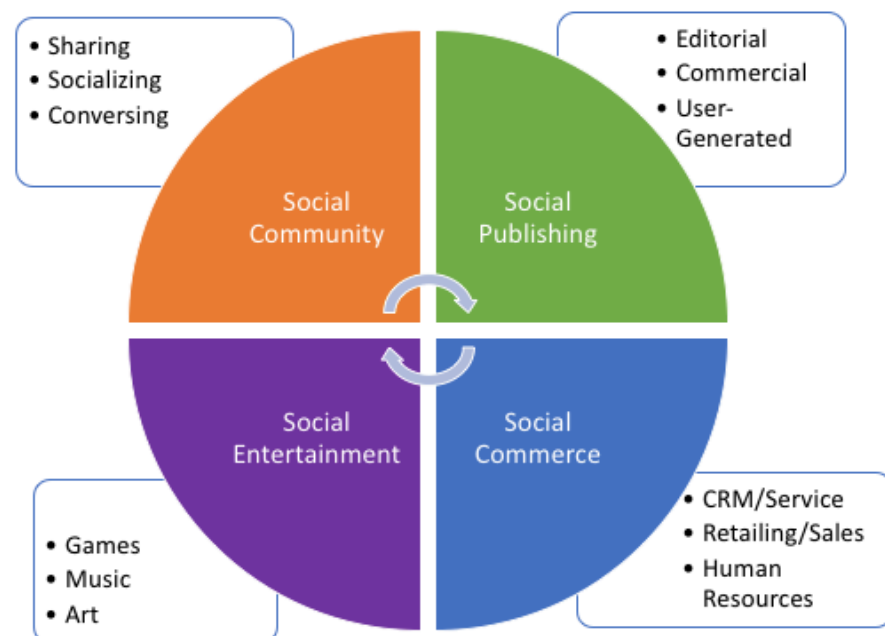 • Sharing
• Socializing
• Conversing
• Editorial
• Commercial
• User-
Generated
Social
Community
Social
Publishing
Social
Entertainment
Social
Commerce
• Games
• Music
• Art
• CRM/Service
• Retailing/Sales
• Human
Resources